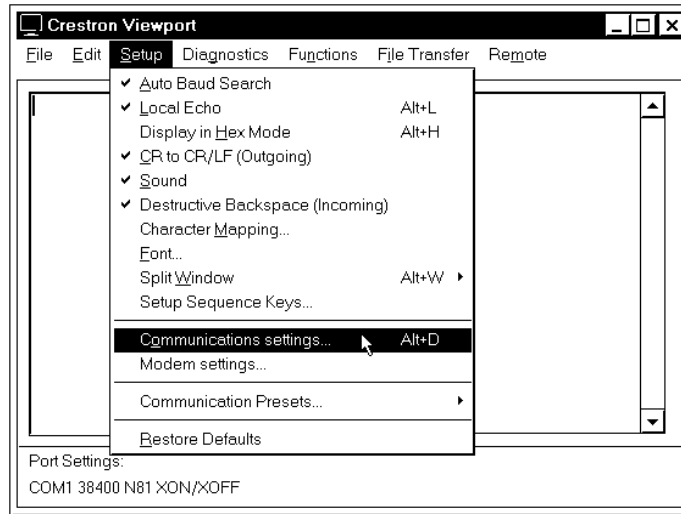 Crestron Viewport
File Edit Setup Diagnostics Functions File Transfer Remote
Auto Baud Search
Local Echo Alt+L
Display in Hex Mode Alt+H
CR to CR/LF (Outgoing)
Sound
Destructive Backspace (Incoming)
Character Mapping...
Font...
Split Window Alt+W
Setup Sequence Keys...
Communications settings... Alt+D
Modem settings...
Communication Presets...
Restore Defaults
Port Settings:
COM1 38400 N81 XON/XOFF